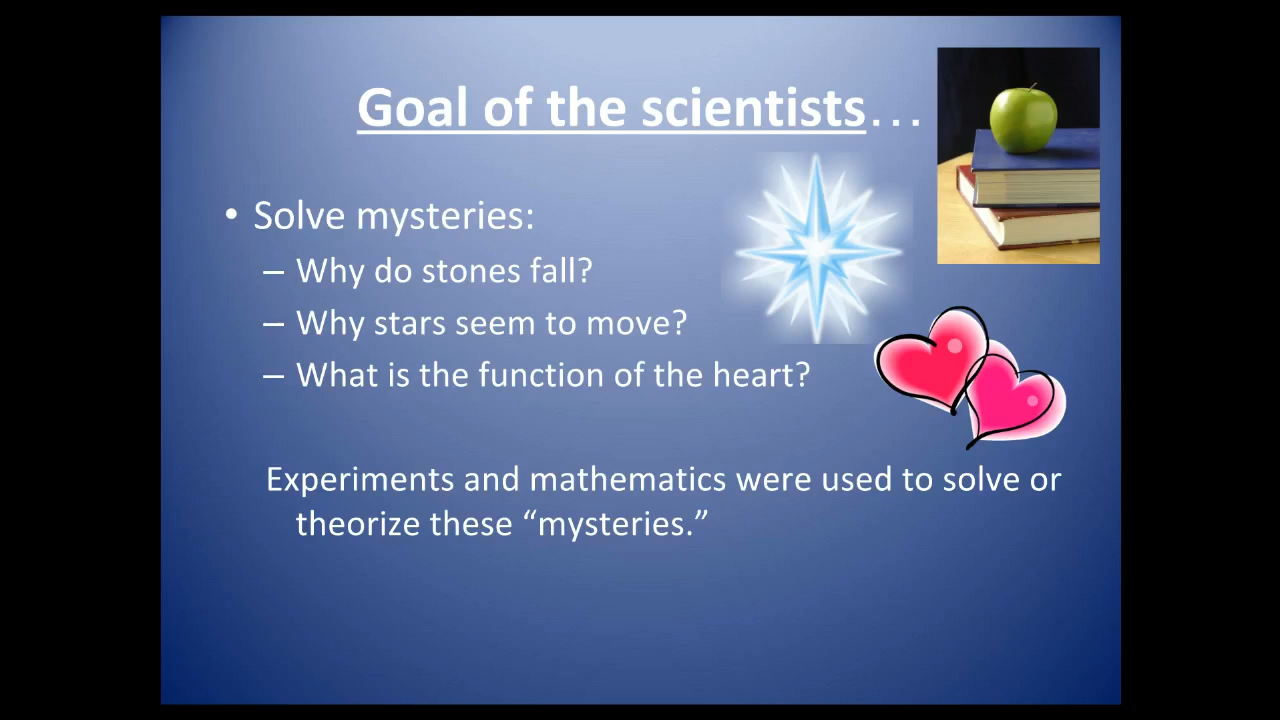 Goal of the scientists…
• Solve mysteries:
– Why do stones fall?
– Why stars seem to move?
– What is the function of the heart?
Experiments and mathematics were used to solve or
theorize these “mysteries.”